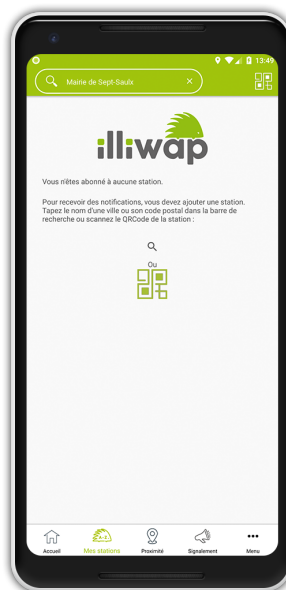 13:49
Mairie de Sept-Saulx
illiwap
Vous n'êtes abonné à aucune station.
Pour recevoir des notifications, vous devez ajouter une station.
Tapez le nom d'une ville ou son code postal dans la barre de
recherche ou scannez le QRCode de la station :
Ou
Accueil Mes stations Proximité Signalement Menu